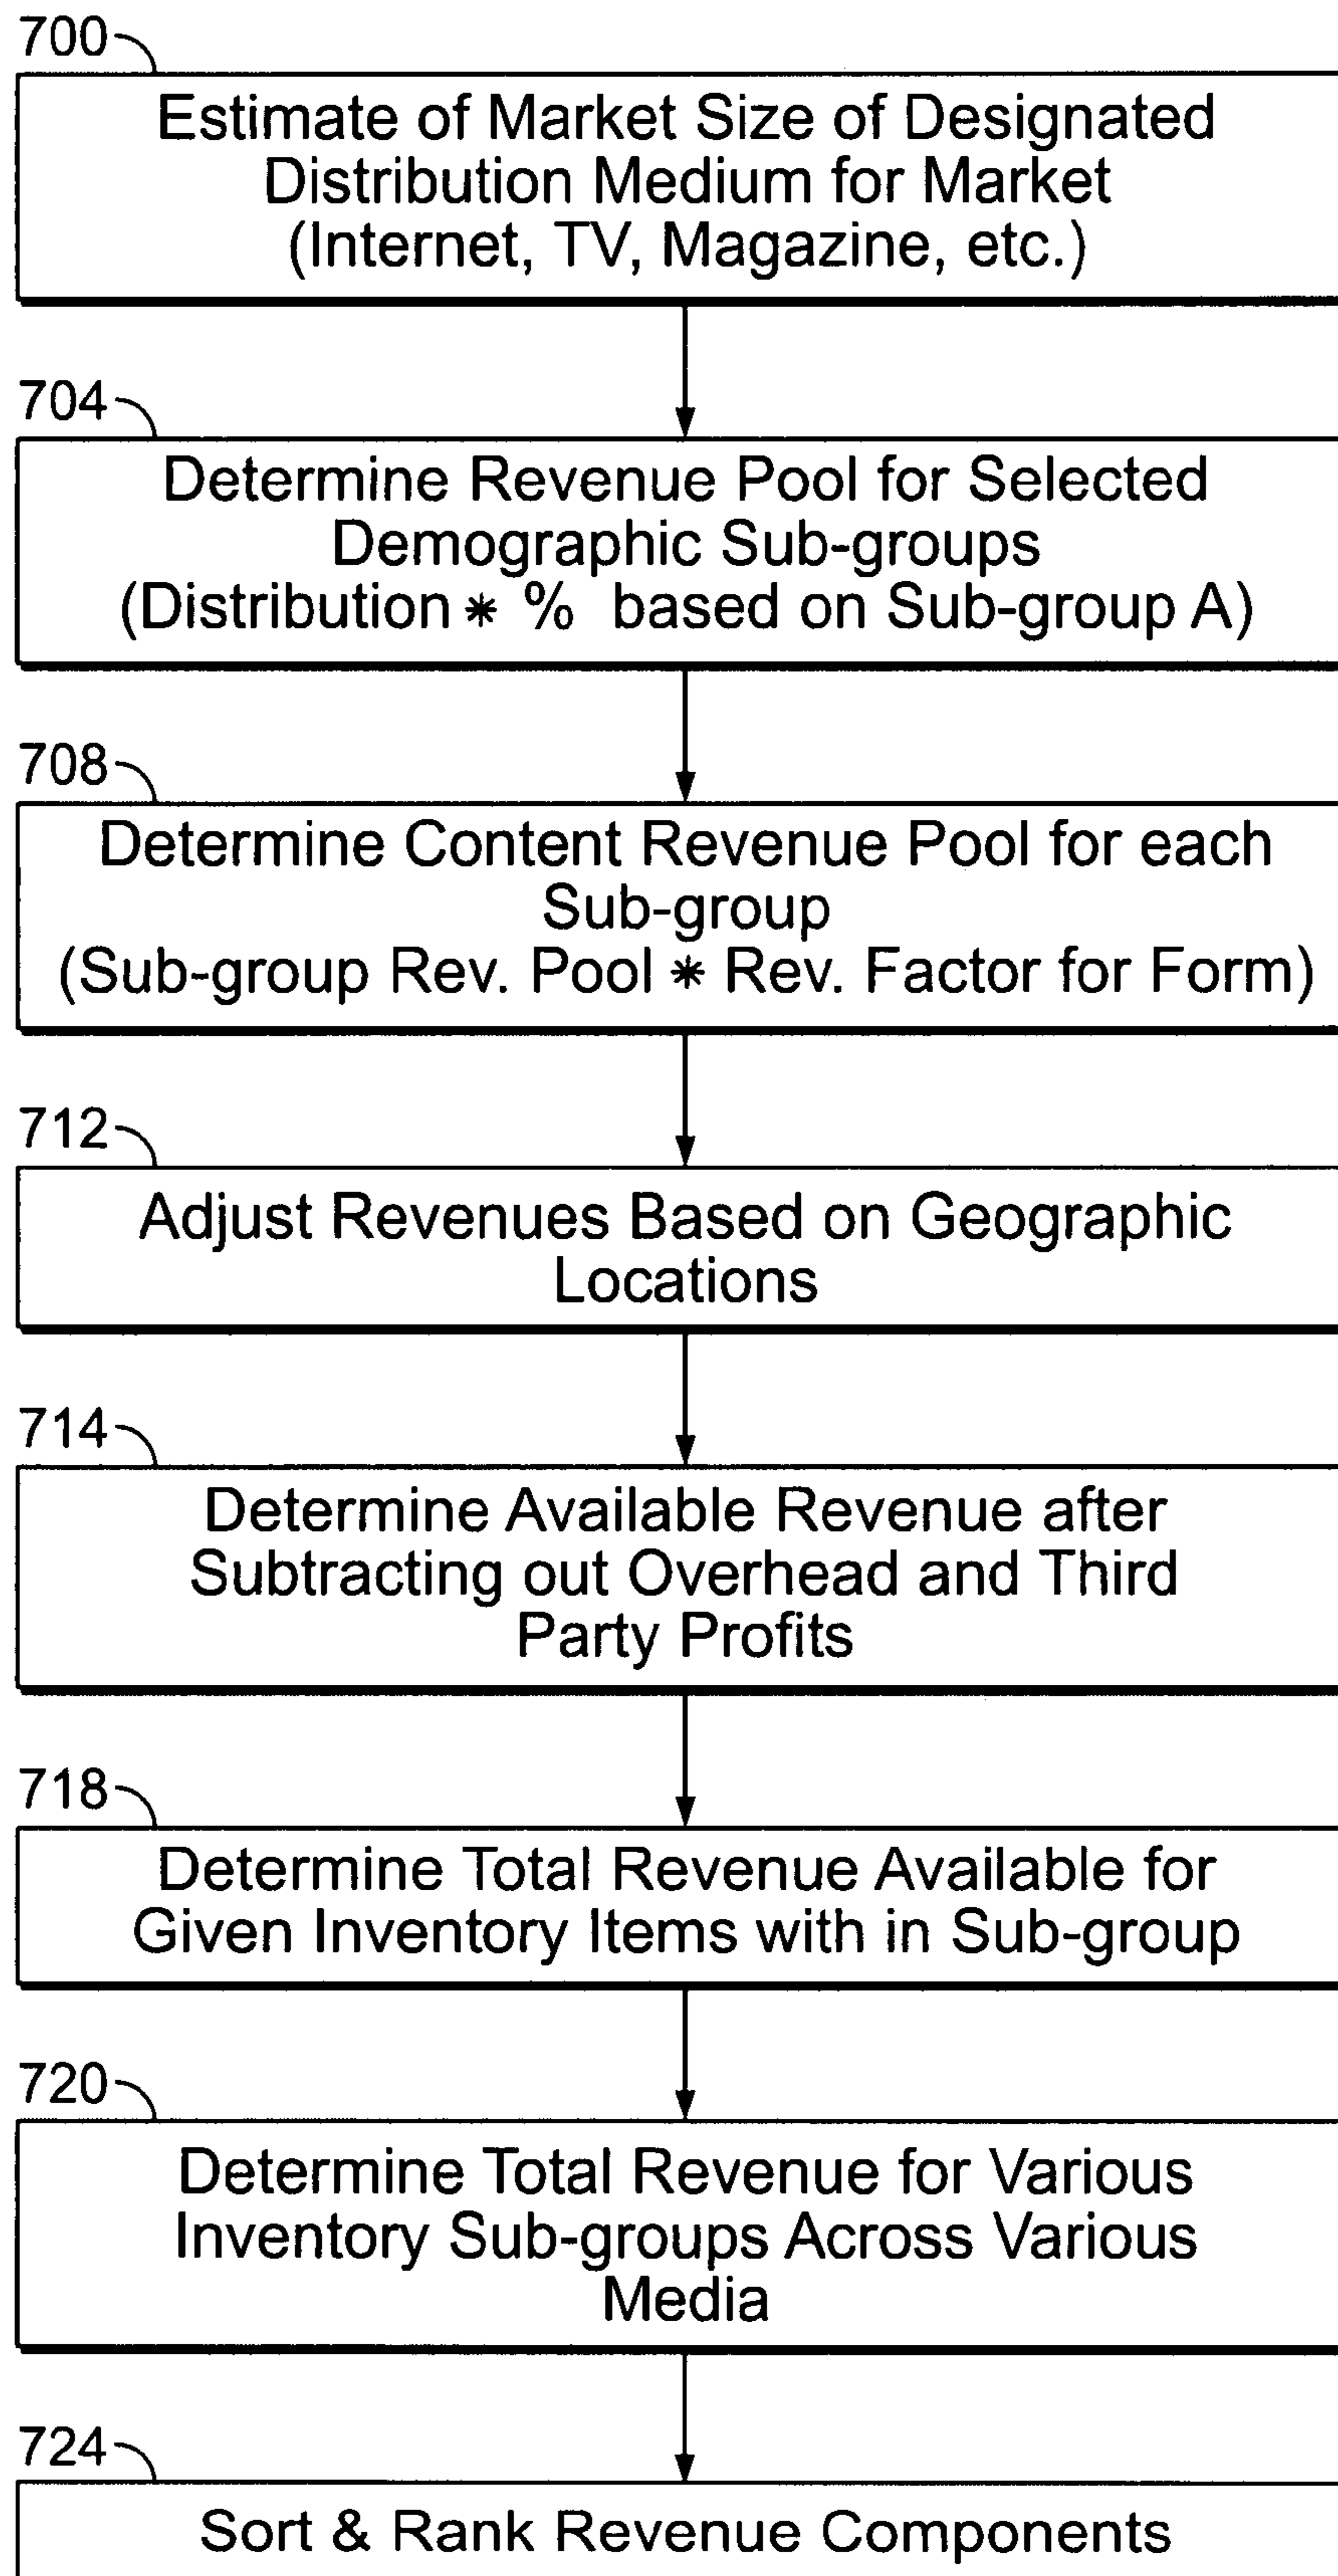 700
Estimate of Market Size of Designated
Distribution Medium for Market
(Internet, TV, Magazine, etc.)
704
Determine Revenue Pool for Selected
Demographic Sub-groups
(Distribution * % based on Sub-group A)
708
Determine Content Revenue Pool for each
Sub-group
(Sub-group Rev. Pool * Rev. Factor for Form)
712
Adjust Revenues Based on Geographic
Locations
714
Determine Available Revenue after
Subtracting out Overhead and Third
Party Profits
718
Determine Total Revenue Available for
Given Inventory Items with in Sub-group
720
Determine Total Revenue for Various
Inventory Sub-groups Across Various
Media
724
Sort & Rank Revenue Components